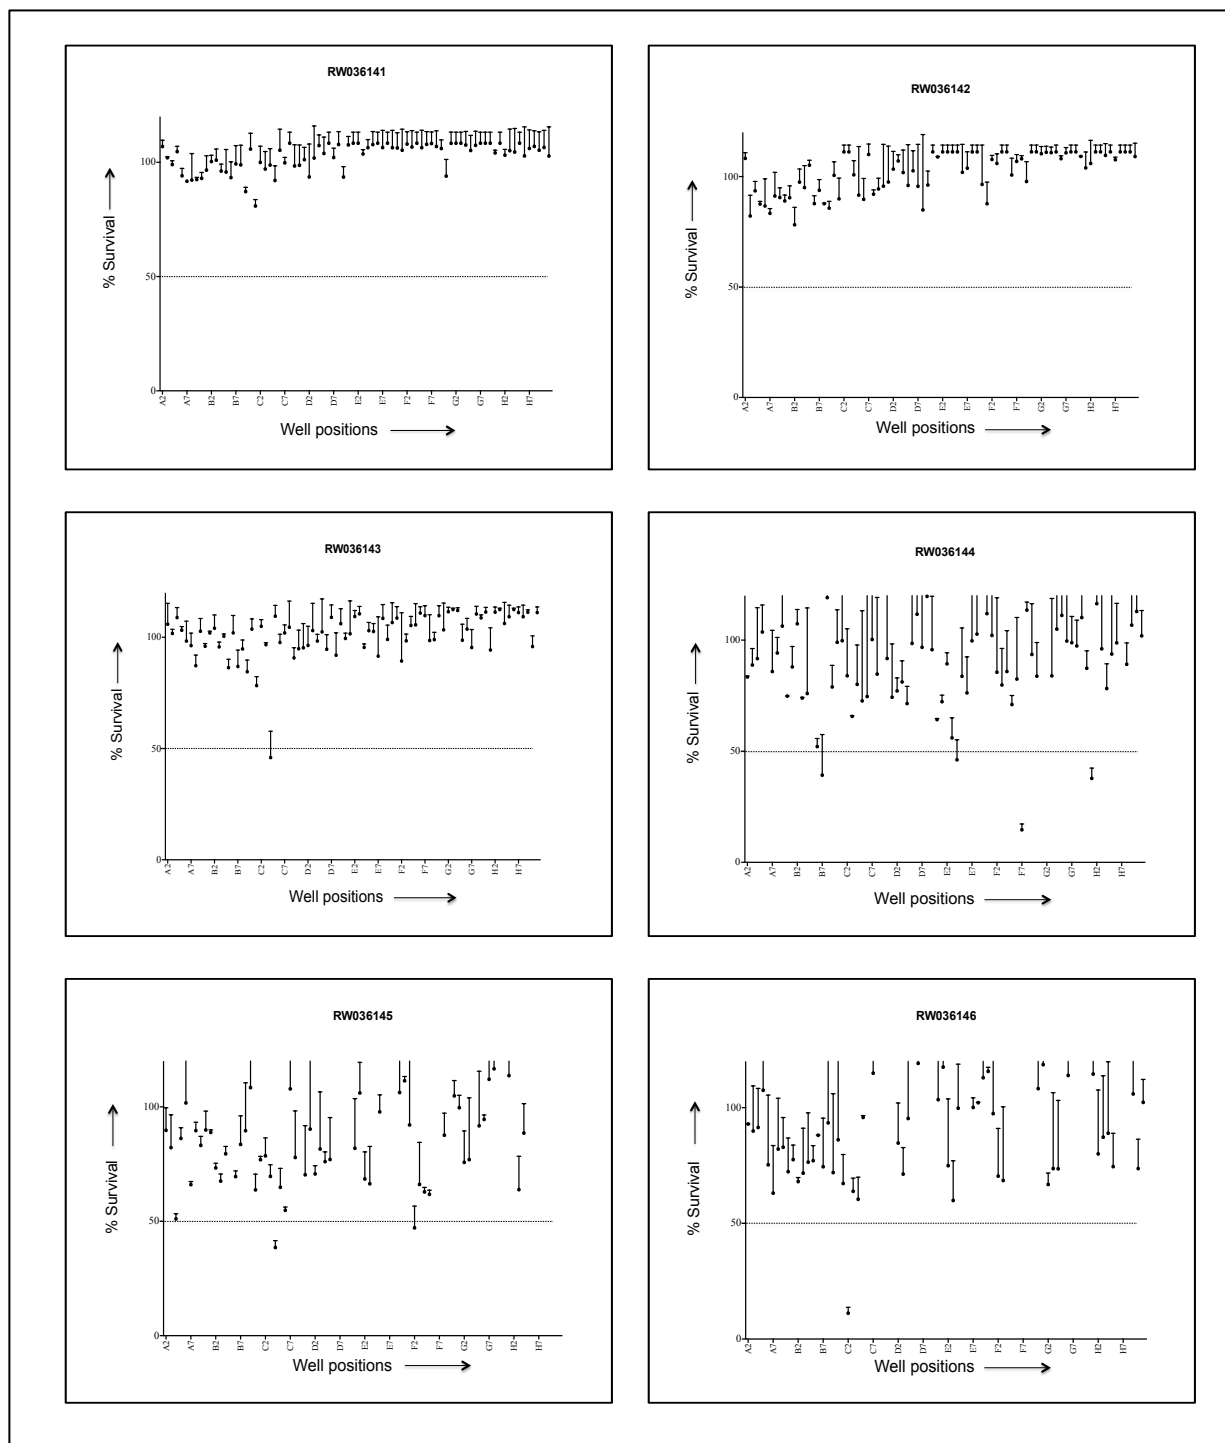 RW036141
100
50
0
% Survival
A2 A7 B2 B7 C2 C7 D2 D7 E2 E7 F2 F7 G2 G7 H2 H7
Well positions
RW036142
100
50
0
% Survival
A2 A7 B2 B7 C2 C7 D2 D7 E2 E7 F2 F7 G2 G7 H2 H7
Well positions
RW036143
100
50
0
% Survival
A2 A7 B2 B7 C2 C7 D2 D7 E2 E7 F2 F7 G2 G7 H2 H7
Well positions
RW036144
100
50
0
% Survival
A2 A7 B2 B7 C2 C7 D2 D7 E2 E7 F2 F7 G2 G7 H2 H7
Well positions
RW036145
100
50
0
% Survival
A2 A7 B2 B7 C2 C7 D2 D7 E2 E7 F2 F7 G2 G7 H2 H7
Well positions
RW036146
100
50
0
% Survival
A2 A7 B2 B7 C2 C7 D2 D7 E2 E7 F2 F7 G2 G7 H2 H7
Well positions